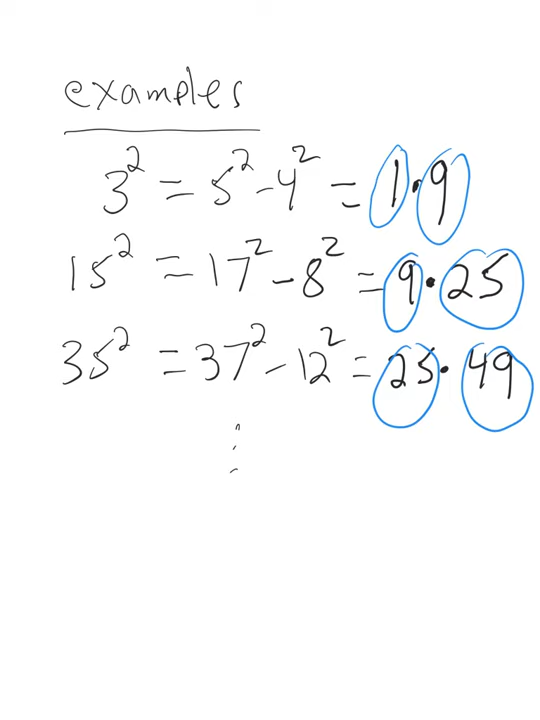 examples
3² = 5² - 4² = 1 · 9
15² = 17² - 8² = 9 · 25
35² = 37² - 12² = 25 · 49
⋮